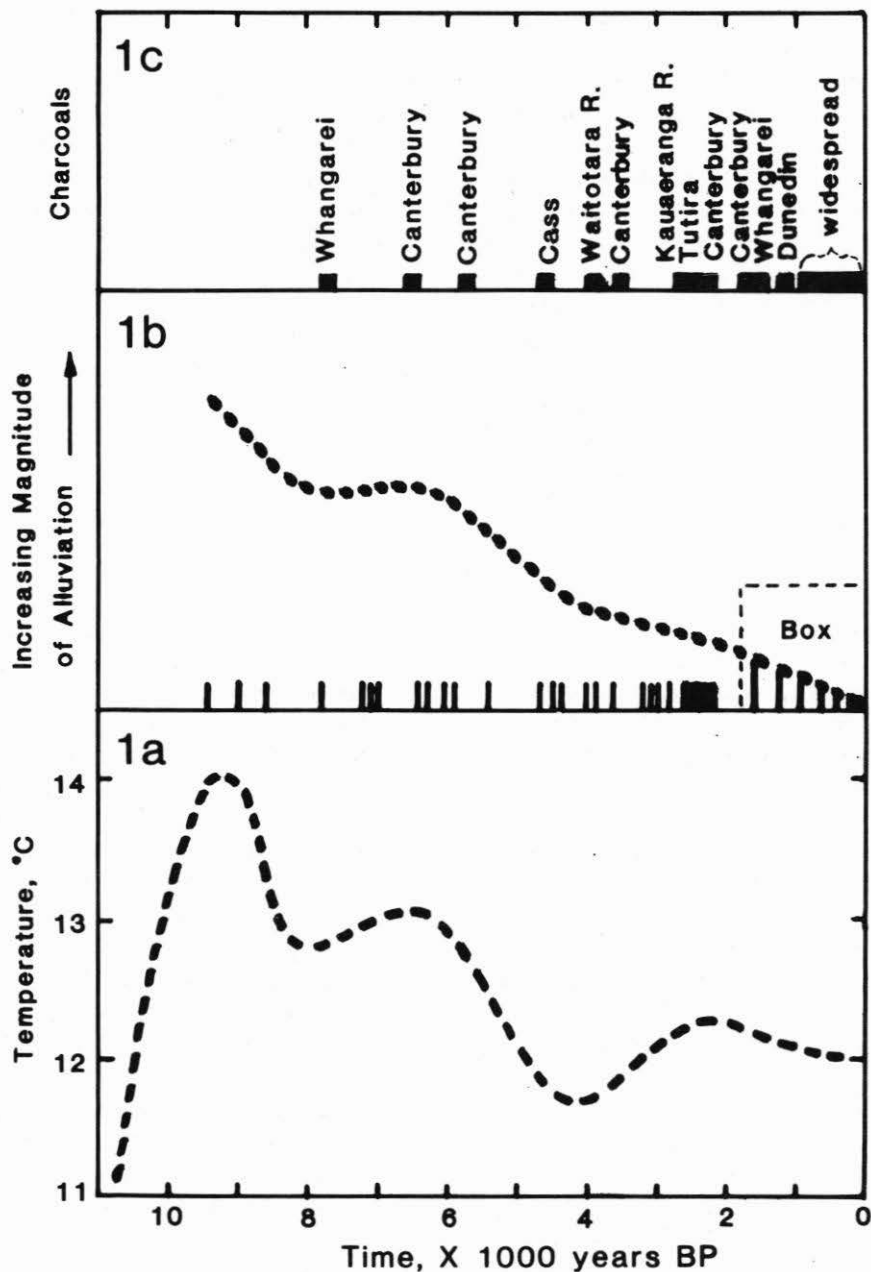 1c
Charcoals
Whangarei
Canterbury
Canterbury
Cass
Waitotara R.
Canterbury
Kauaeranga R.
Tutira
Canterbury
Canterbury
Whangarei
Dunedin
widespread
1b
Increasing Magnitude
of Alluviation
Box
1a
Temperature, °C
14
13
12
11
10 8 6 4 2 0
Time, X 1000 years BP